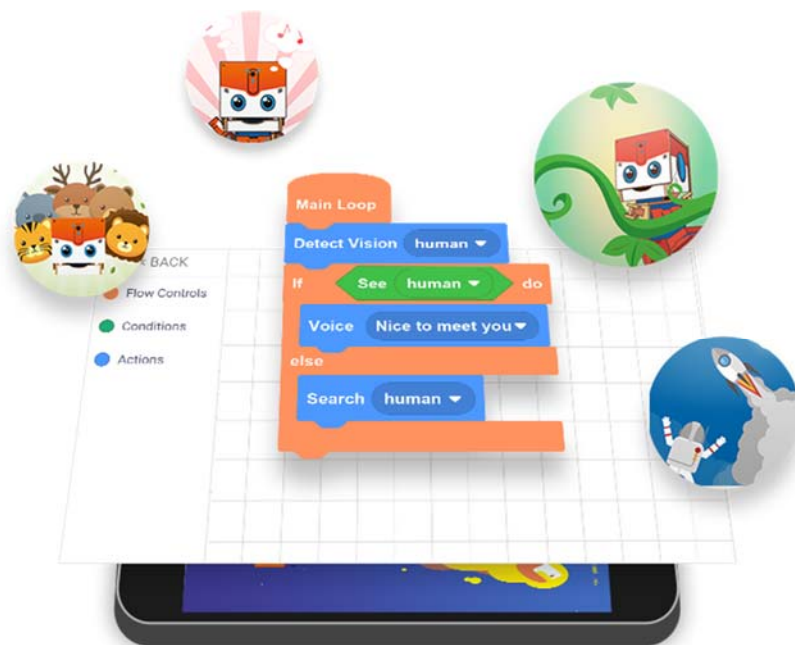 Main Loop
Detect Vision human
If See human do
Voice Nice to meet you
else
Search human
< BACK
Flow Controls
Conditions
Actions